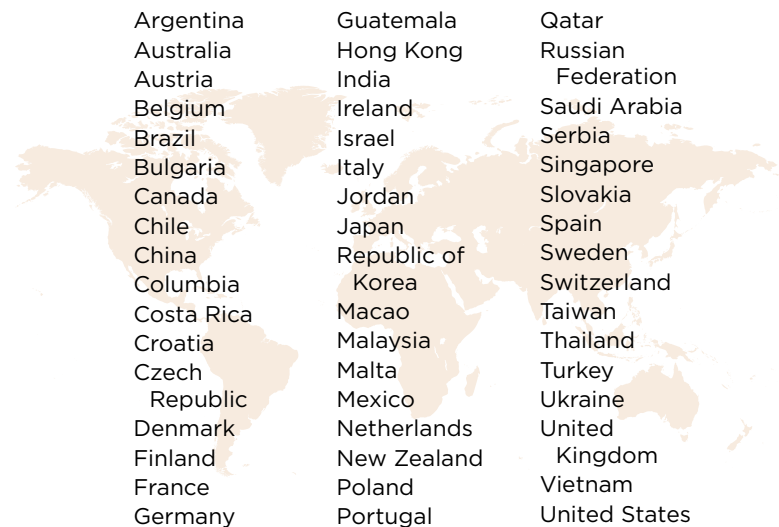 Argentina
Australia
Austria
Belgium
Brazil
Bulgaria
Canada
Chile
China
Columbia
Costa Rica
Croatia
Czech
Republic
Denmark
Finland
France
Germany
Guatemala
Hong Kong
India
Ireland
Israel
Italy
Jordan
Japan
Republic of
Korea
Macao
Malaysia
Malta
Mexico
Netherlands
New Zealand
Poland
Portugal
Qatar
Russian
Federation
Saudi Arabia
Serbia
Singapore
Slovakia
Spain
Sweden
Switzerland
Taiwan
Thailand
Turkey
Ukraine
United
Kingdom
Vietnam
United States